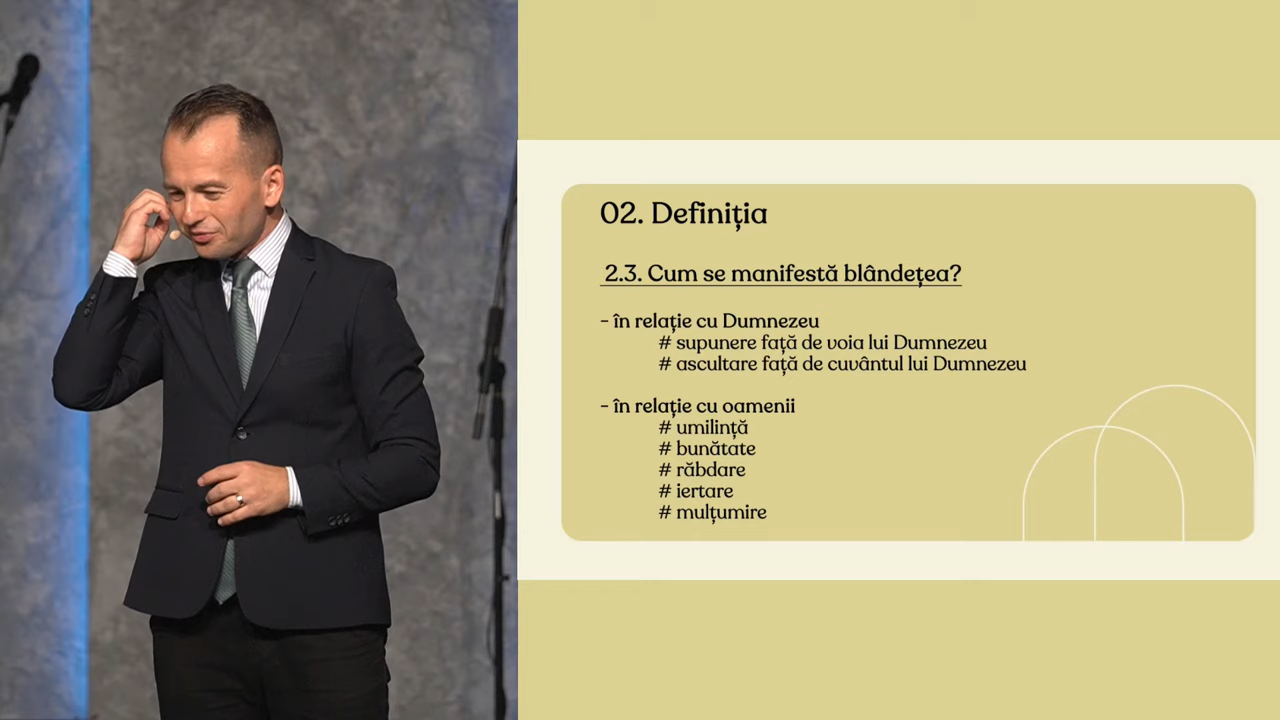 02. Definiția
2.3. Cum se manifestă blândețea?
- în relație cu Dumnezeu
# supunere față de voia lui Dumnezeu
# ascultare față de cuvântul lui Dumnezeu
- în relație cu oamenii
# umilință
# bunătate
# răbdare
# iertare
# mulțumire